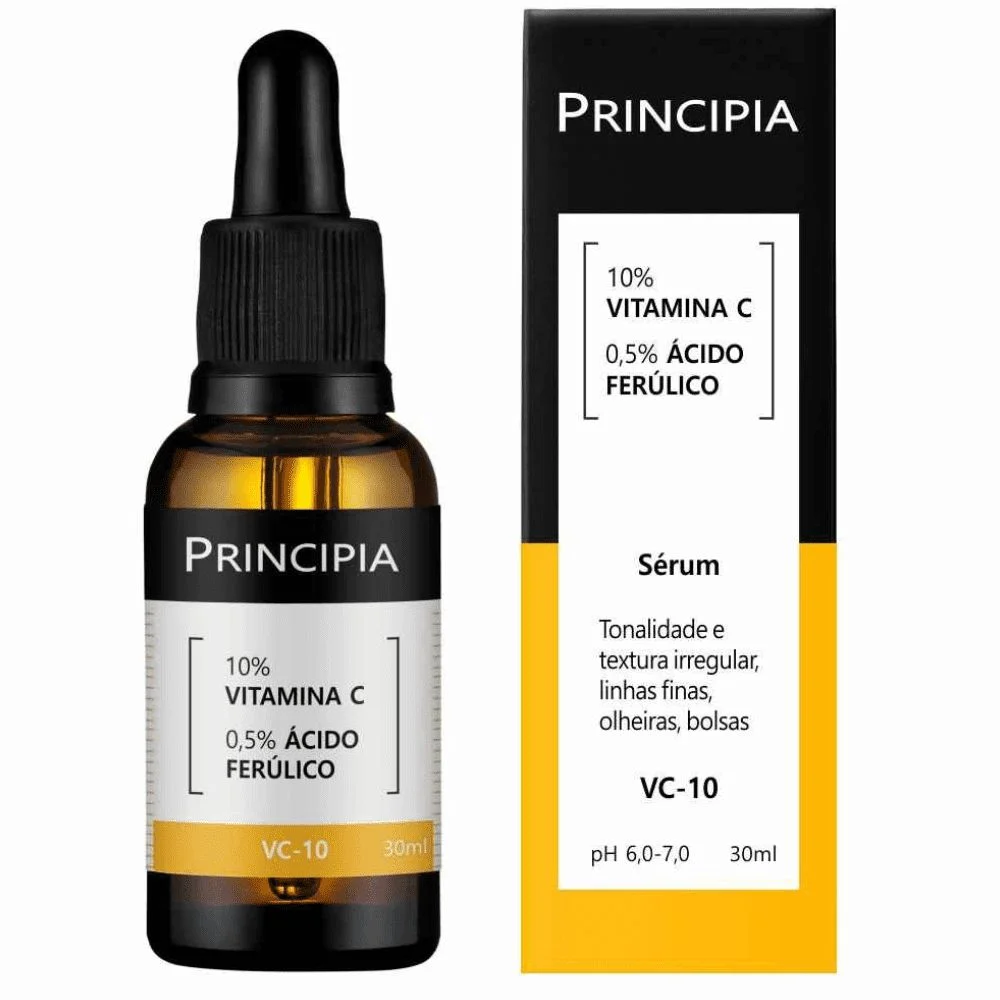 PRINCIPIA
10%
VITAMINA C
0,5% ÁCIDO
FERÚLICO
VC-10 30ml
PRINCIPIA
10%
VITAMINA C
0,5% ÁCIDO
FERÚLICO
Sérum
Tonalidade e
textura irregular,
linhas finas,
olheiras, bolsas
VC-10
pH 6,0-7,0 30ml